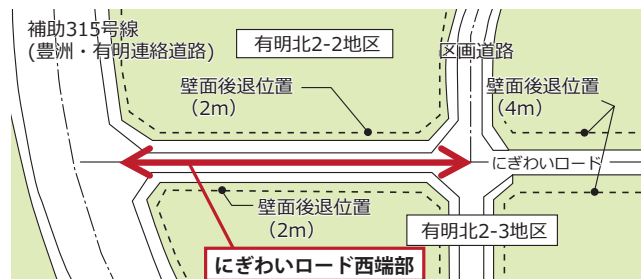 補助315号線
(豊洲・有明連絡道路)
有明北2-2地区
区画道路
壁面後退位置
（2m）
壁面後退位置
（4m）
にぎわいロード
壁面後退位置
（2m）
有明北2-3地区
にぎわいロード西端部